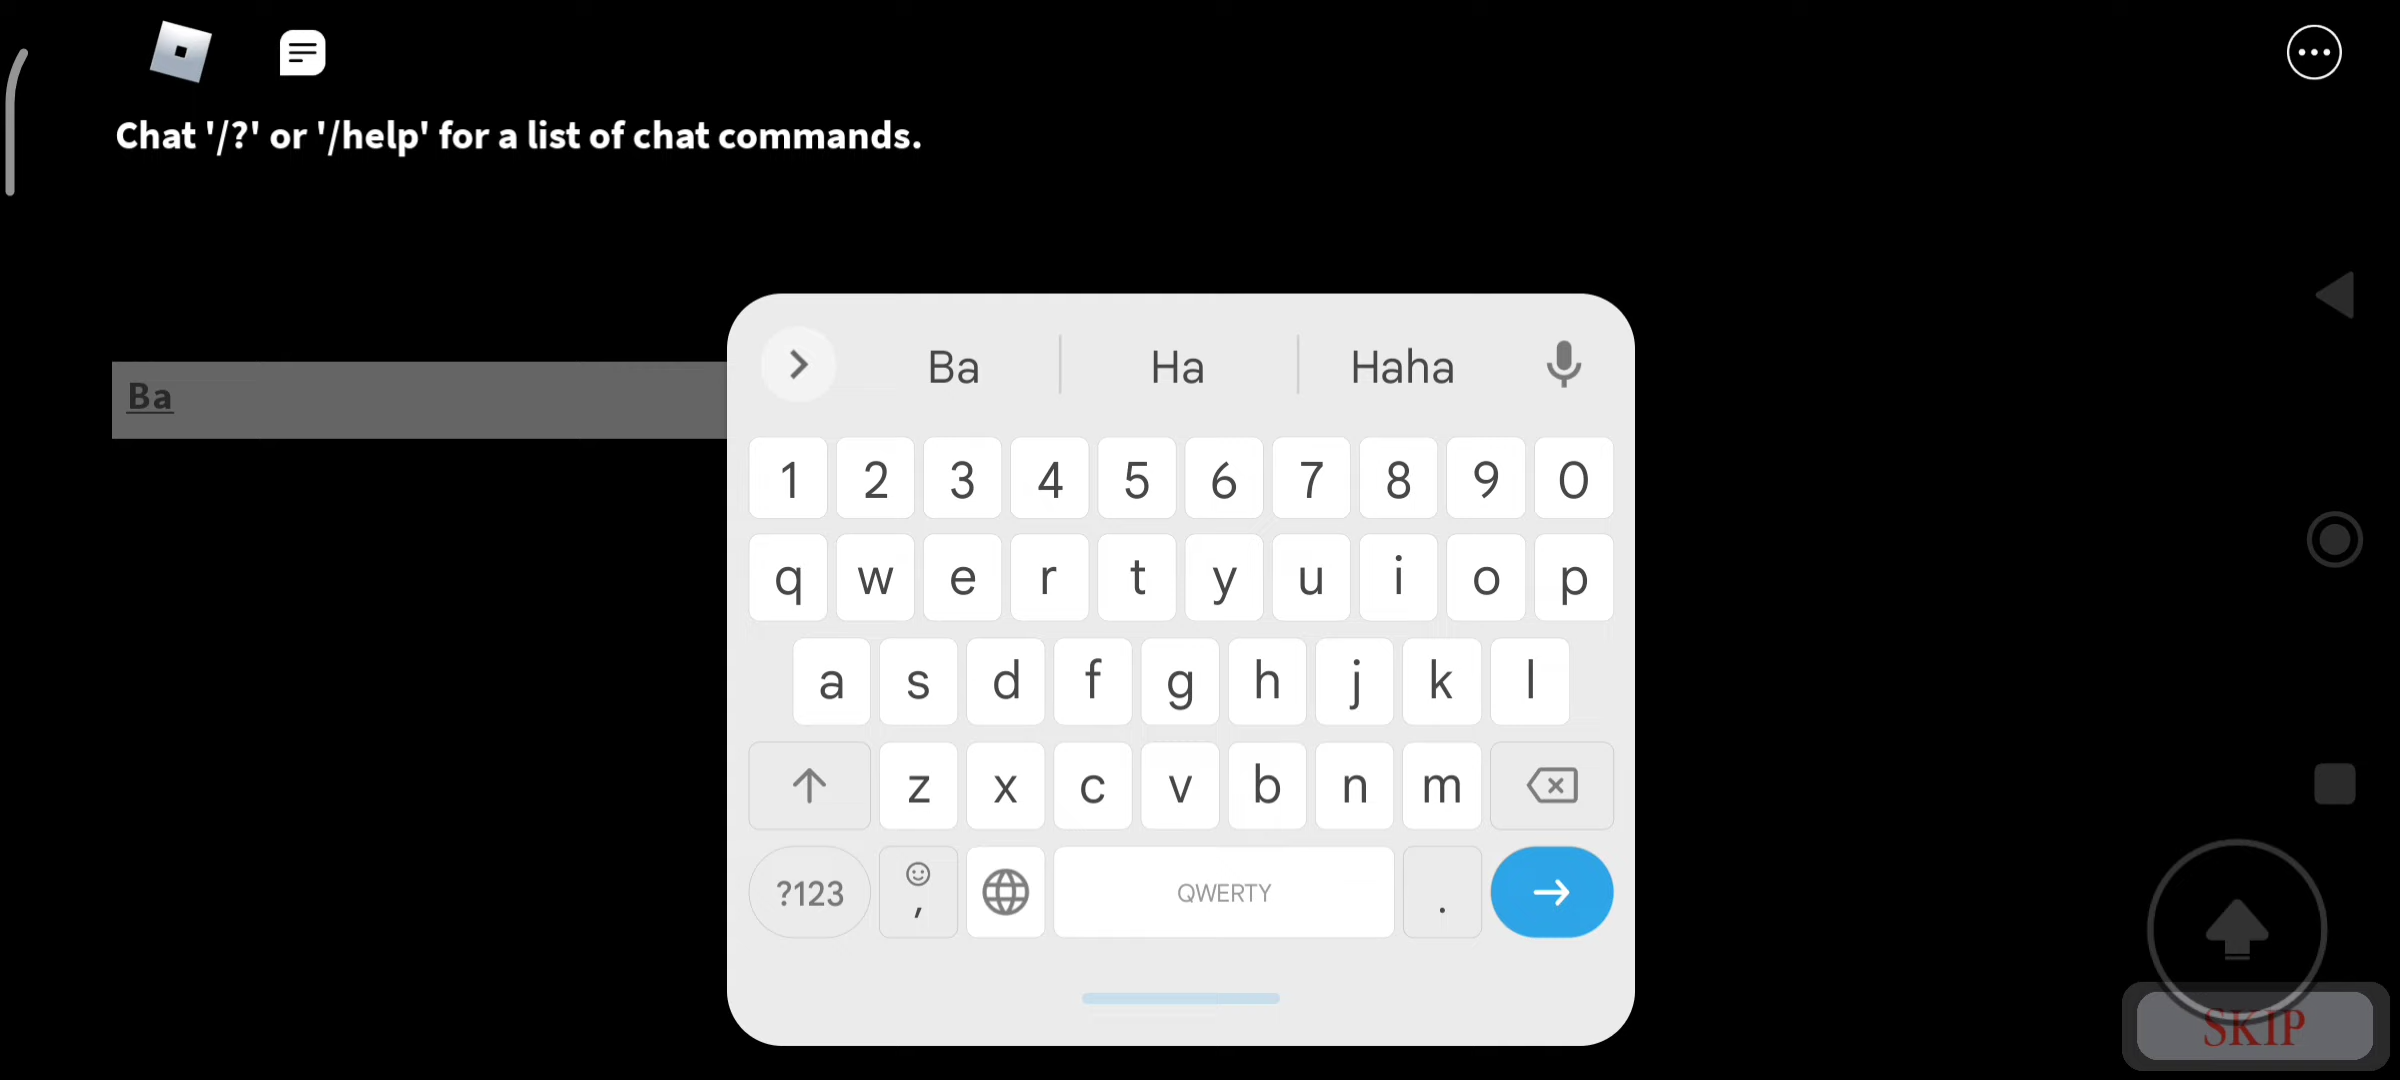 Chat '/?' or '/help' for a list of chat commands.
Ba
Ba Ha Haha
1 2 3 4 5 6 7 8 9 0
q w e r t y u i o p
a s d f g h j k l
z x c v b n m
?123 , QWERTY .
SKIP